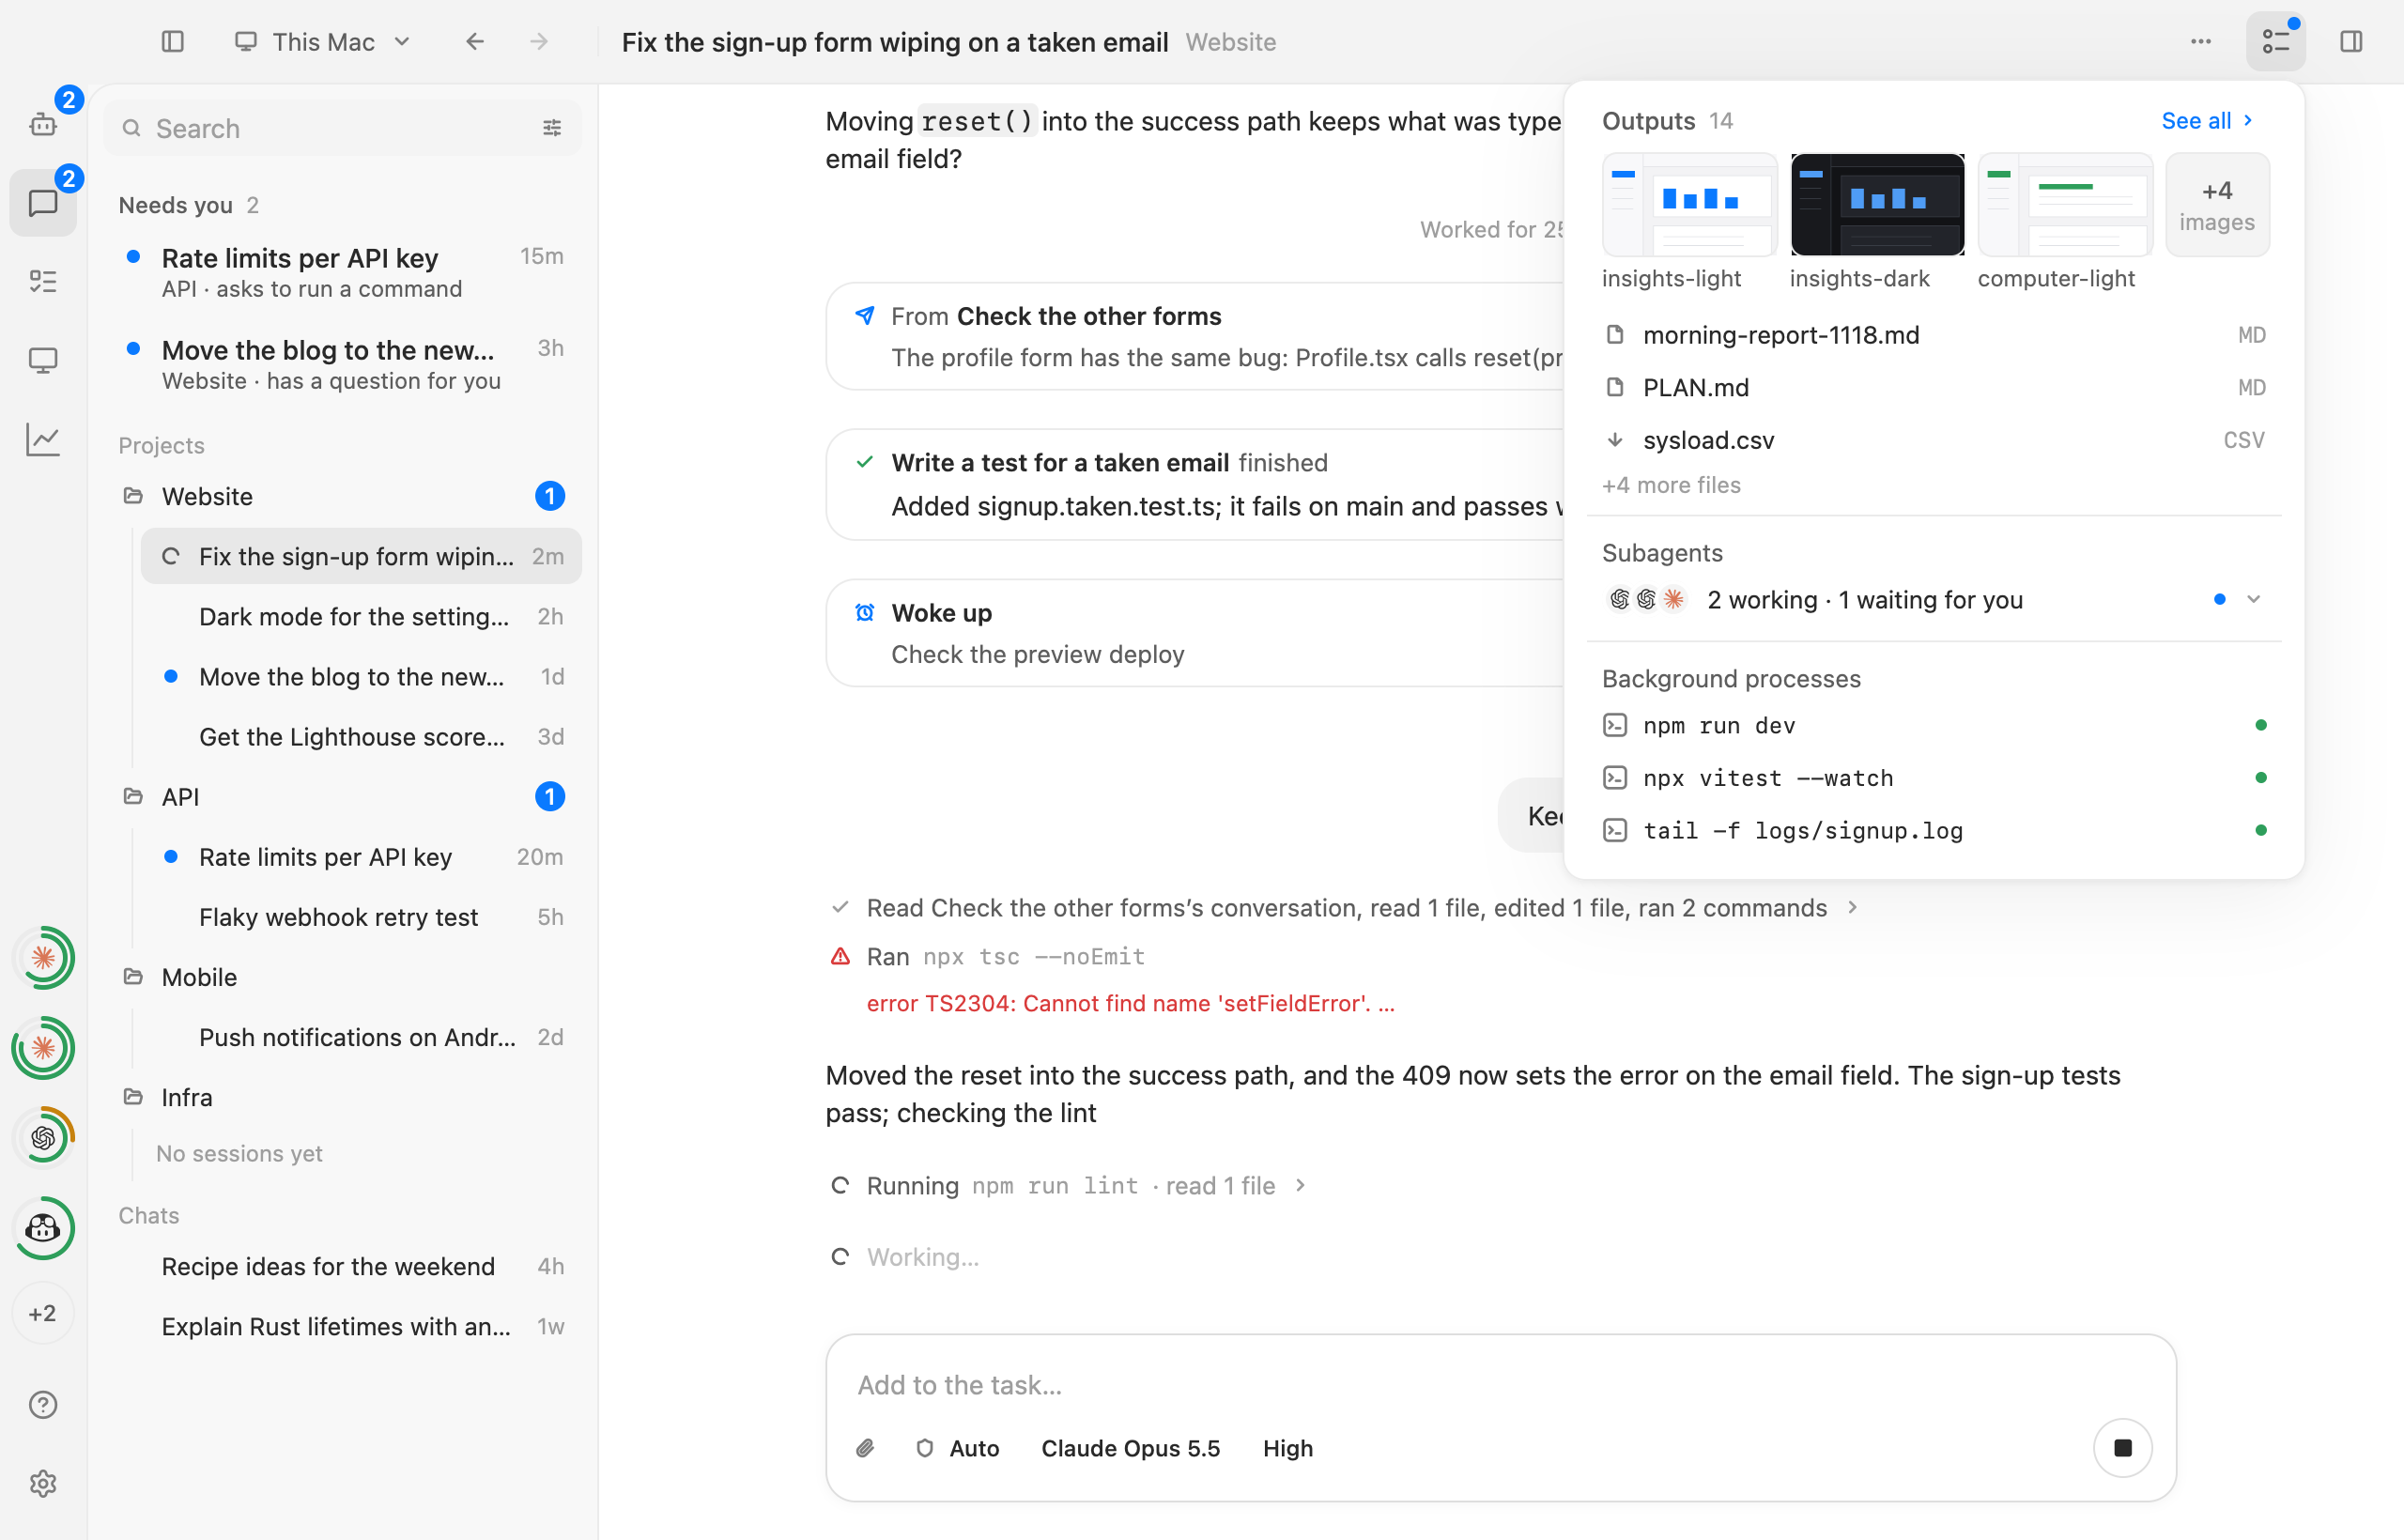 This Mac
Fix the sign-up form wiping on a taken email Website
2
2
+2
Search
Needs you 2
Rate limits per API key 15m
API · asks to run a command
Move the blog to the new... 3h
Website · has a question for you
Projects
Website 1
Fix the sign-up form wipin... 2m
Dark mode for the setting... 2h
Move the blog to the new... 1d
Get the Lighthouse score... 3d
API 1
Rate limits per API key 20m
Flaky webhook retry test 5h
Mobile
Push notifications on Andr... 2d
Infra
No sessions yet
Chats
Recipe ideas for the weekend 4h
Explain Rust lifetimes with an... 1w
Moving reset() into the success path keeps what was type
email field?
Worked for 25
From Check the other forms
The profile form has the same bug: Profile.tsx calls reset(pr
Write a test for a taken email finished
Added signup.taken.test.ts; it fails on main and passes
Woke up
Check the preview deploy
Kee
Read Check the other forms’s conversation, read 1 file, edited 1 file, ran 2 commands
Ran npx tsc --noEmit
error TS2304: Cannot find name 'setFieldError'. ...
Moved the reset into the success path, and the 409 now sets the error on the email field. The sign-up tests
pass; checking the lint
Running npm run lint · read 1 file
Working...
Add to the task...
Auto Claude Opus 5.5 High
Outputs 14
See all
+4
images
insights-light insights-dark computer-light
morning-report-1118.md MD
PLAN.md MD
sysload.csv CSV
+4 more files
Subagents
2 working · 1 waiting for you
Background processes
npm run dev
npx vitest --watch
tail -f logs/signup.log